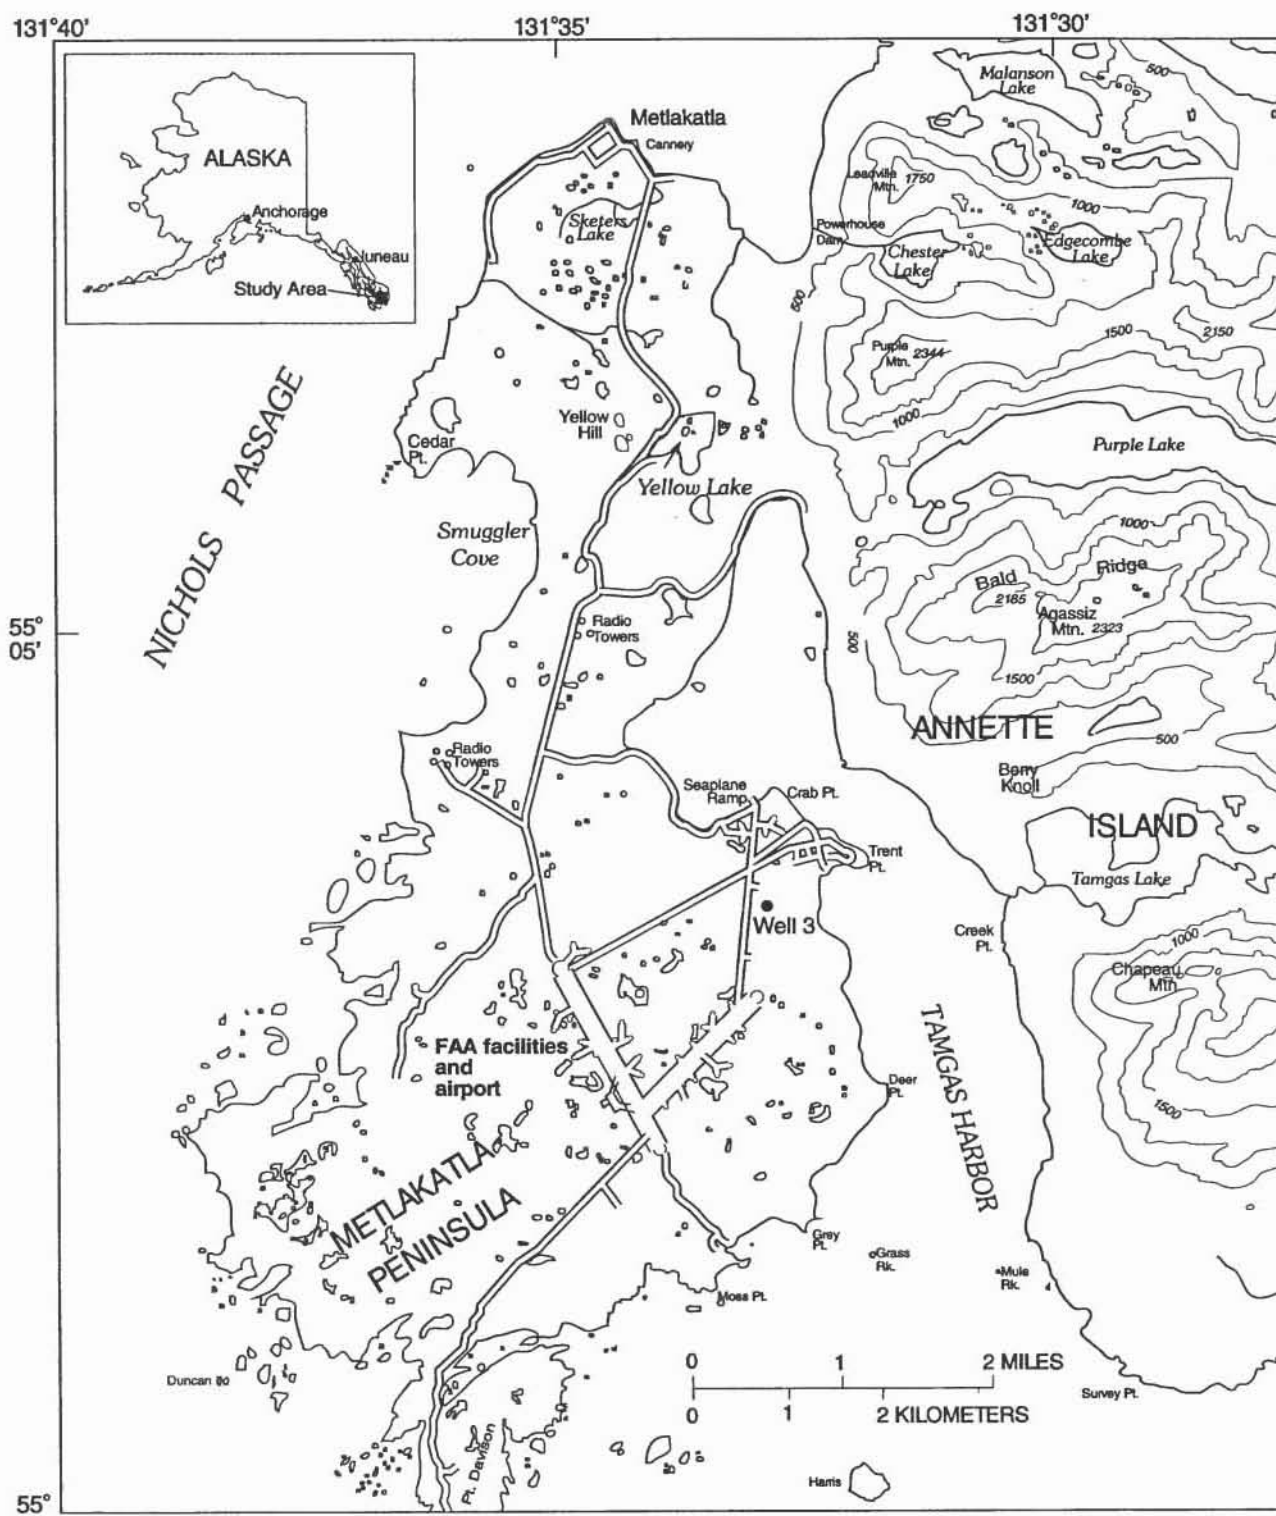 131°40'
131°35'
131°30'
ALASKA
Anchorage
Juneau
Study Area
Metlakatla
Cannery
Malanson
Lake
500
Leadville
Mtn.
1750
1000
Sketers
Lake
Powerhouse
Dam
Chester
Lake
Edgecombe
Lake
500
1500
2150
Purple
Mtn.
2344
1000
Yellow
Hill
Cedar
Pt.
Purple Lake
Yellow Lake
NICHOLS PASSAGE
Smuggler
Cove
1000
Bald
Ridge
2185
Agassiz
Mtn. 2323
55°
05'
Radio
Towers
500
1500
ANNETTE
500
Radio
Towers
Berry
Knoll
Seaplane
Ramp
Crab Pt.
ISLAND
Trent
Pt.
Tamgas Lake
Well 3
Creek
Pt.
1000
Chapeau
Mtn
FAA facilities
and
airport
TAMGAS HARBOR
Deer
Pt.
1500
METLAKATLA
PENINSULA
Grey
Pt.
Grass
Rk.
Mule
Rk.
Moss Pt.
0 1 2 MILES
0 1 2 KILOMETERS
Duncan
Survey Pt.
Pt. Davison
Harris
55°